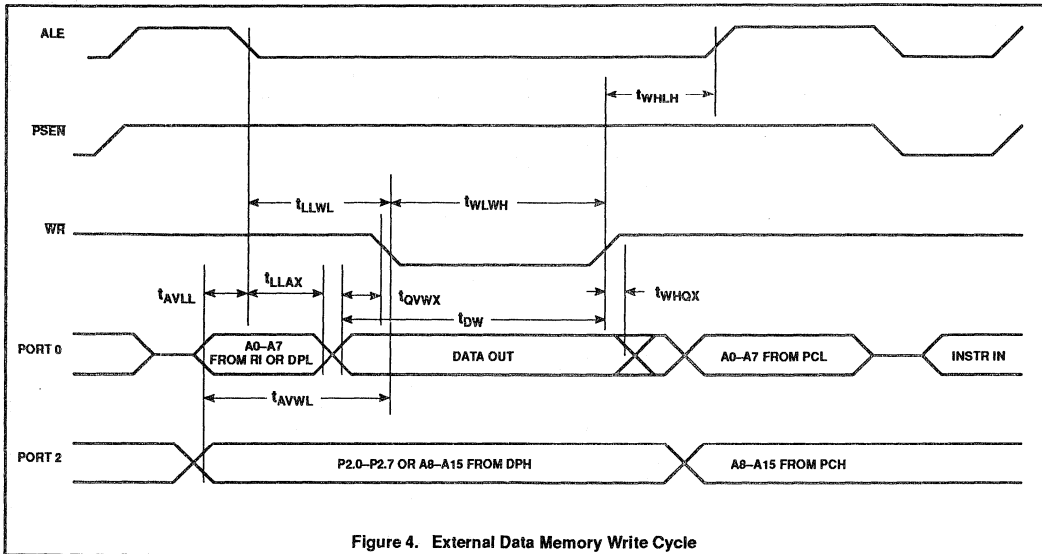 ALE
tWHLH
PSEN
tLLWL
tWLWH
WR
tAVLL
tLLAX
tQVWX
tWHQX
tDW
PORT 0
A0–A7
FROM RI OR DPL
DATA OUT
A0–A7 FROM PCL
INSTR IN
tAVWL
PORT 2
P2.0–P2.7 OR A8–A15 FROM DPH
A8–A15 FROM PCH
Figure 4. External Data Memory Write Cycle